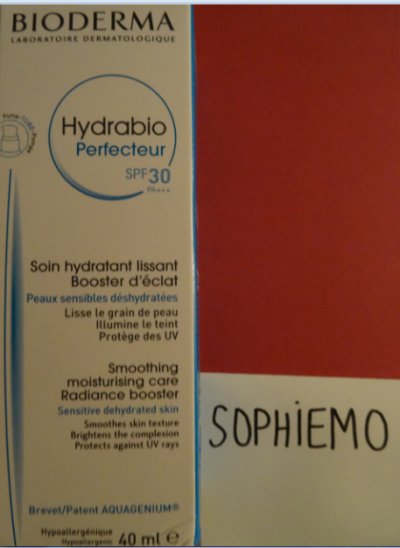 BIODERMA
LABORATOIRE DERMATOLOGIQUE
Hydrabio
Perfecteur
SPF30
PA+++
Soin hydratant lissant
Booster d'éclat
Peaux sensibles déshydratées
Lisse le grain de peau
Illumine le teint
Protège des UV
Smoothing
moisturising care
Radiance booster
Sensitive dehydrated skin
Smoothes skin texture
Brightens the complexion
Protects against UV rays
SOPHiEMO
Brevet/Patent AQUAGENIUM®
Hypoallergénique
Hypoallergenic 40 ml ℮